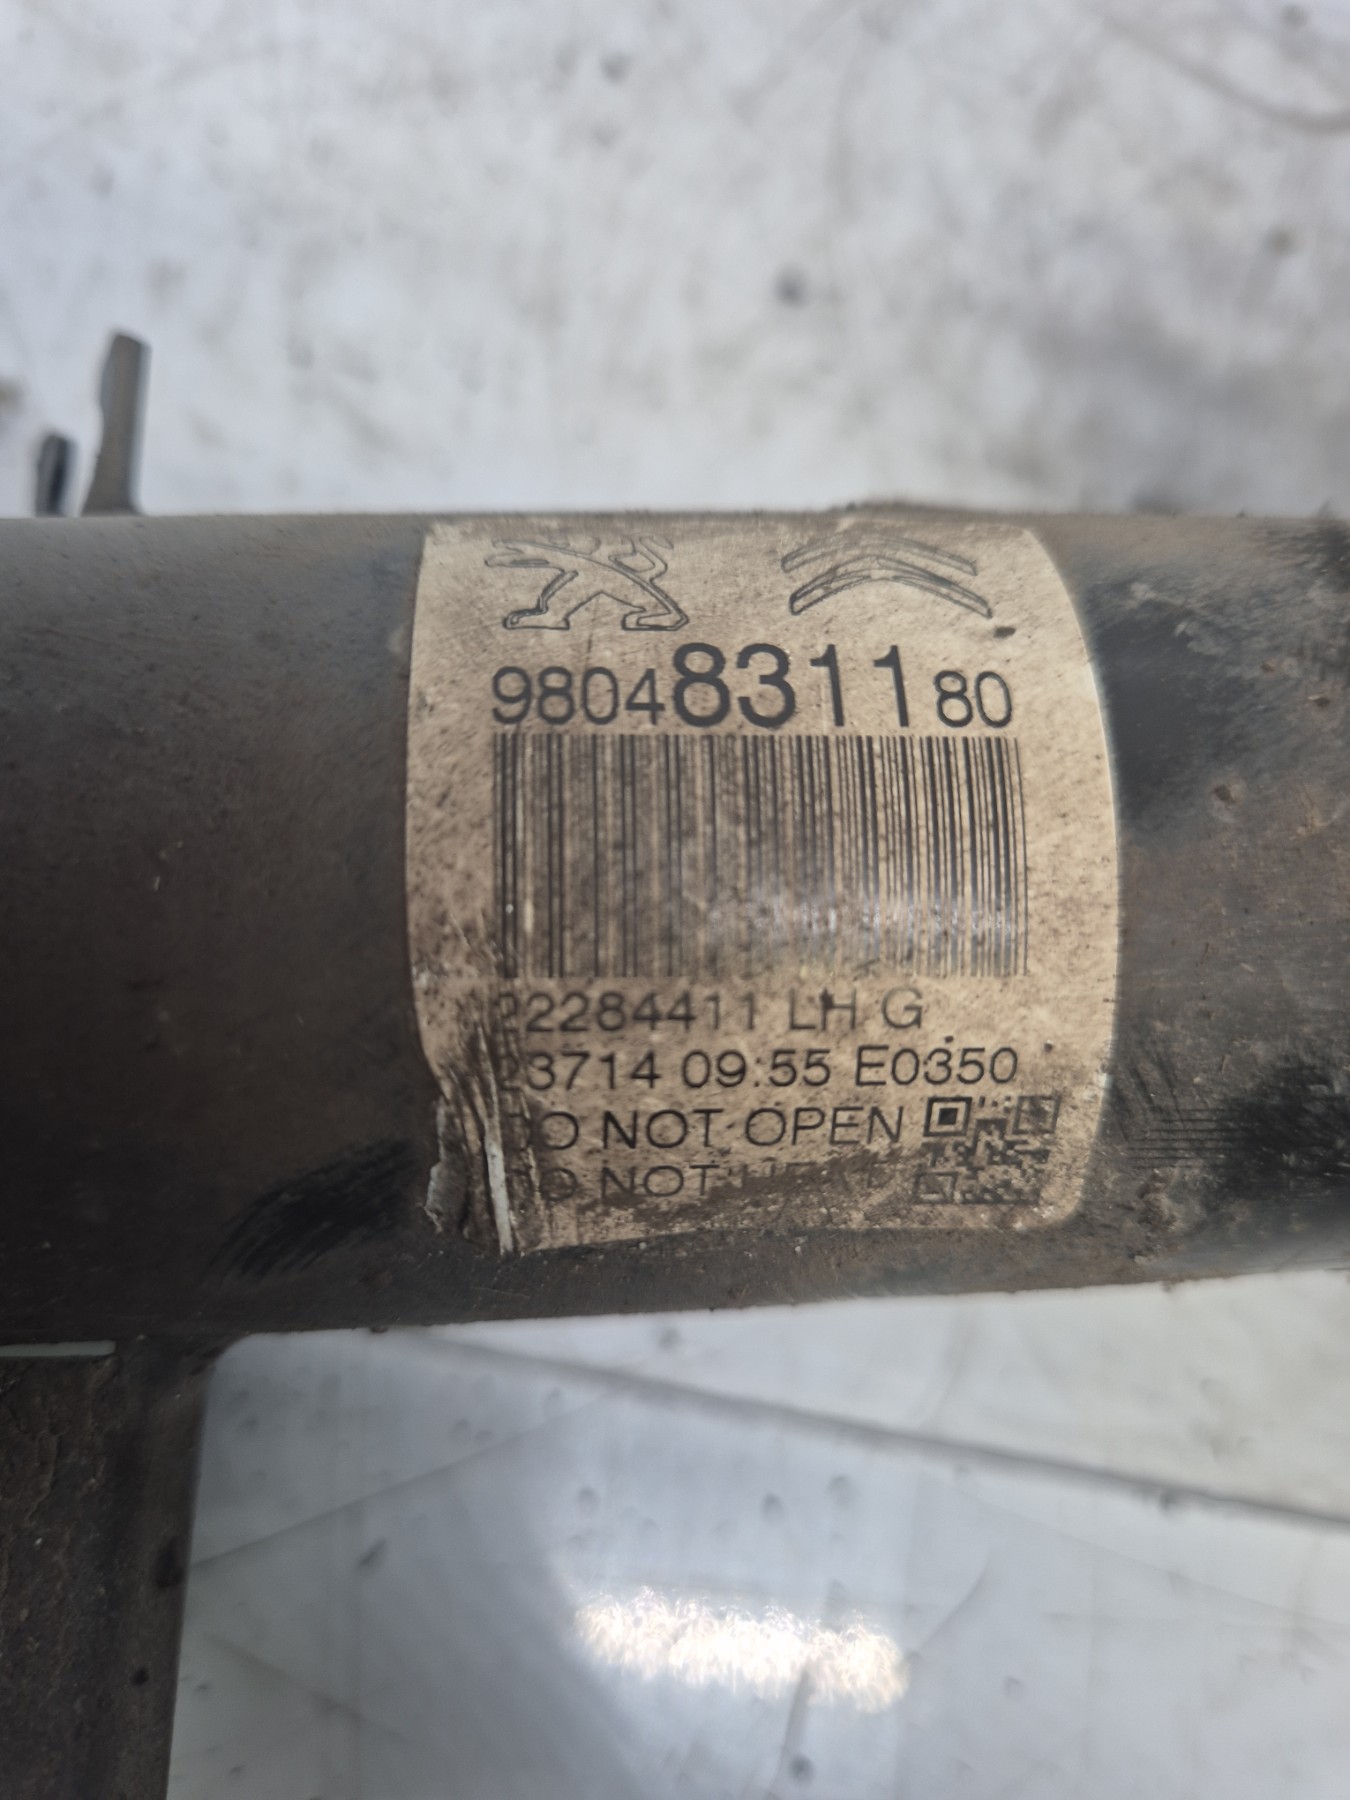 9804831180
22284411 LH G
23714 09:55 E0350
DO NOT OPEN
DO NOT